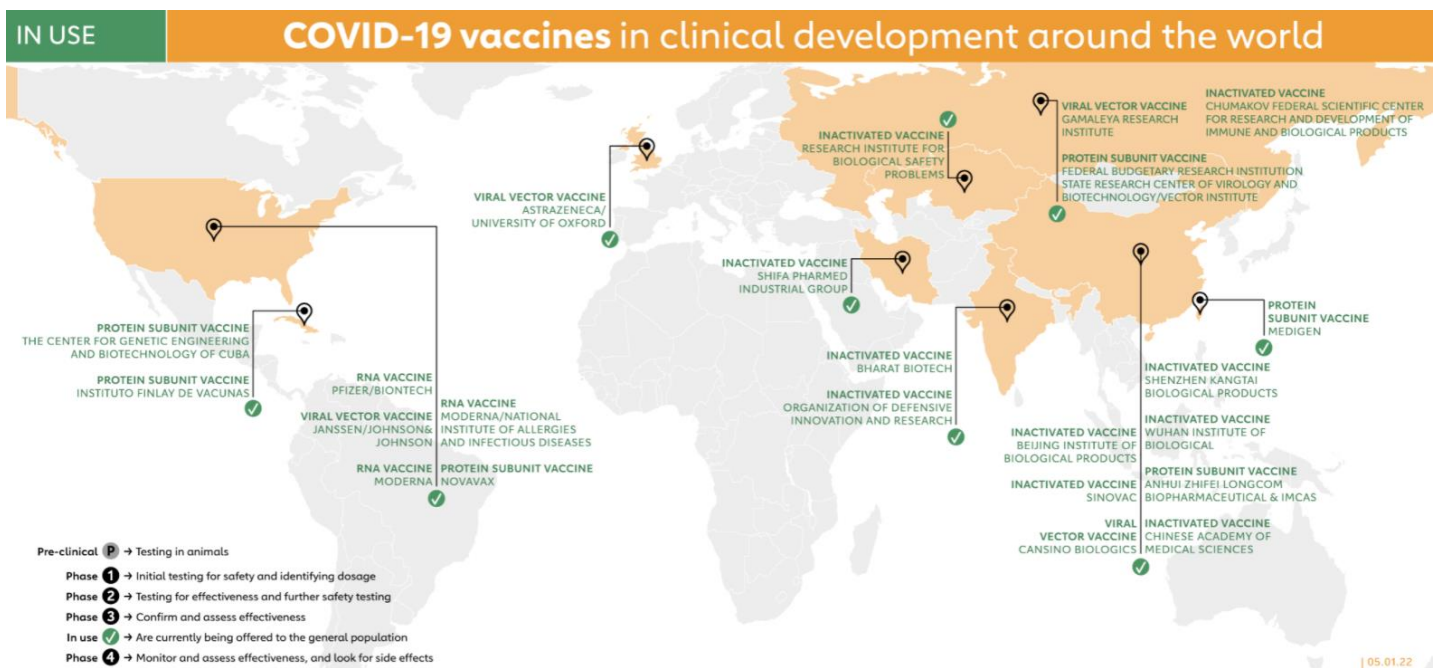 IN USE
COVID-19 vaccines in clinical development around the world
VIRAL VECTOR VACCINE
GAMALEYA RESEARCH
INSTITUTE
INACTIVATED VACCINE
CHUMAKOV FEDERAL SCIENTIFIC CENTER
FOR RESEARCH AND DEVELOPMENT OF
IMMUNE AND BIOLOGICAL PRODUCTS
PROTEIN SUBUNIT VACCINE
FEDERAL BUDGETARY RESEARCH INSTITUTION
STATE RESEARCH CENTER OF VIROLOGY AND
BIOTECHNOLOGY/VECTOR INSTITUTE
INACTIVATED VACCINE
RESEARCH INSTITUTE FOR
BIOLOGICAL SAFETY
PROBLEMS
VIRAL VECTOR VACCINE
ASTRAZENECA/
UNIVERSITY OF OXFORD
INACTIVATED VACCINE
SHIFA PHARMED
INDUSTRIAL GROUP
PROTEIN
SUBUNIT VACCINE
MEDIGEN
PROTEIN SUBUNIT VACCINE
THE CENTER FOR GENETIC ENGINEERING
AND BIOTECHNOLOGY OF CUBA
PROTEIN SUBUNIT VACCINE
INSTITUTO FINLAY DE VACUNAS
RNA VACCINE
PFIZER/BIONTECH
RNA VACCINE
MODERNA/NATIONAL
INSTITUTE OF ALLERGIES
AND INFECTIOUS DISEASES
VIRAL VECTOR VACCINE
JANSSEN/JOHNSON&
JOHNSON
RNA VACCINE
MODERNA
PROTEIN SUBUNIT VACCINE
NOVAVAX
INACTIVATED VACCINE
BHARAT BIOTECH
INACTIVATED VACCINE
ORGANIZATION OF DEFENSIVE
INNOVATION AND RESEARCH
INACTIVATED VACCINE
SHENZHEN KANGTAI
BIOLOGICAL PRODUCTS
INACTIVATED VACCINE
BEIJING INSTITUTE OF
BIOLOGICAL PRODUCTS
INACTIVATED VACCINE
WUHAN INSTITUTE OF
BIOLOGICAL
INACTIVATED VACCINE
SINOVAC
PROTEIN SUBUNIT VACCINE
ANHUI ZHIFEI LONGCOM
BIOPHARMACEUTICAL & IMCAS
VIRAL
VECTOR VACCINE
CANSINO BIOLOGICS
INACTIVATED VACCINE
CHINESE ACADEMY OF
MEDICAL SCIENCES
Pre-clinical P → Testing in animals
Phase 1 → Initial testing for safety and identifying dosage
Phase 2 → Testing for effectiveness and further safety testing
Phase 3 → Confirm and assess effectiveness
In use ✓ → Are currently being offered to the general population
Phase 4 → Monitor and assess effectiveness, and look for side effects
| 05.01.22